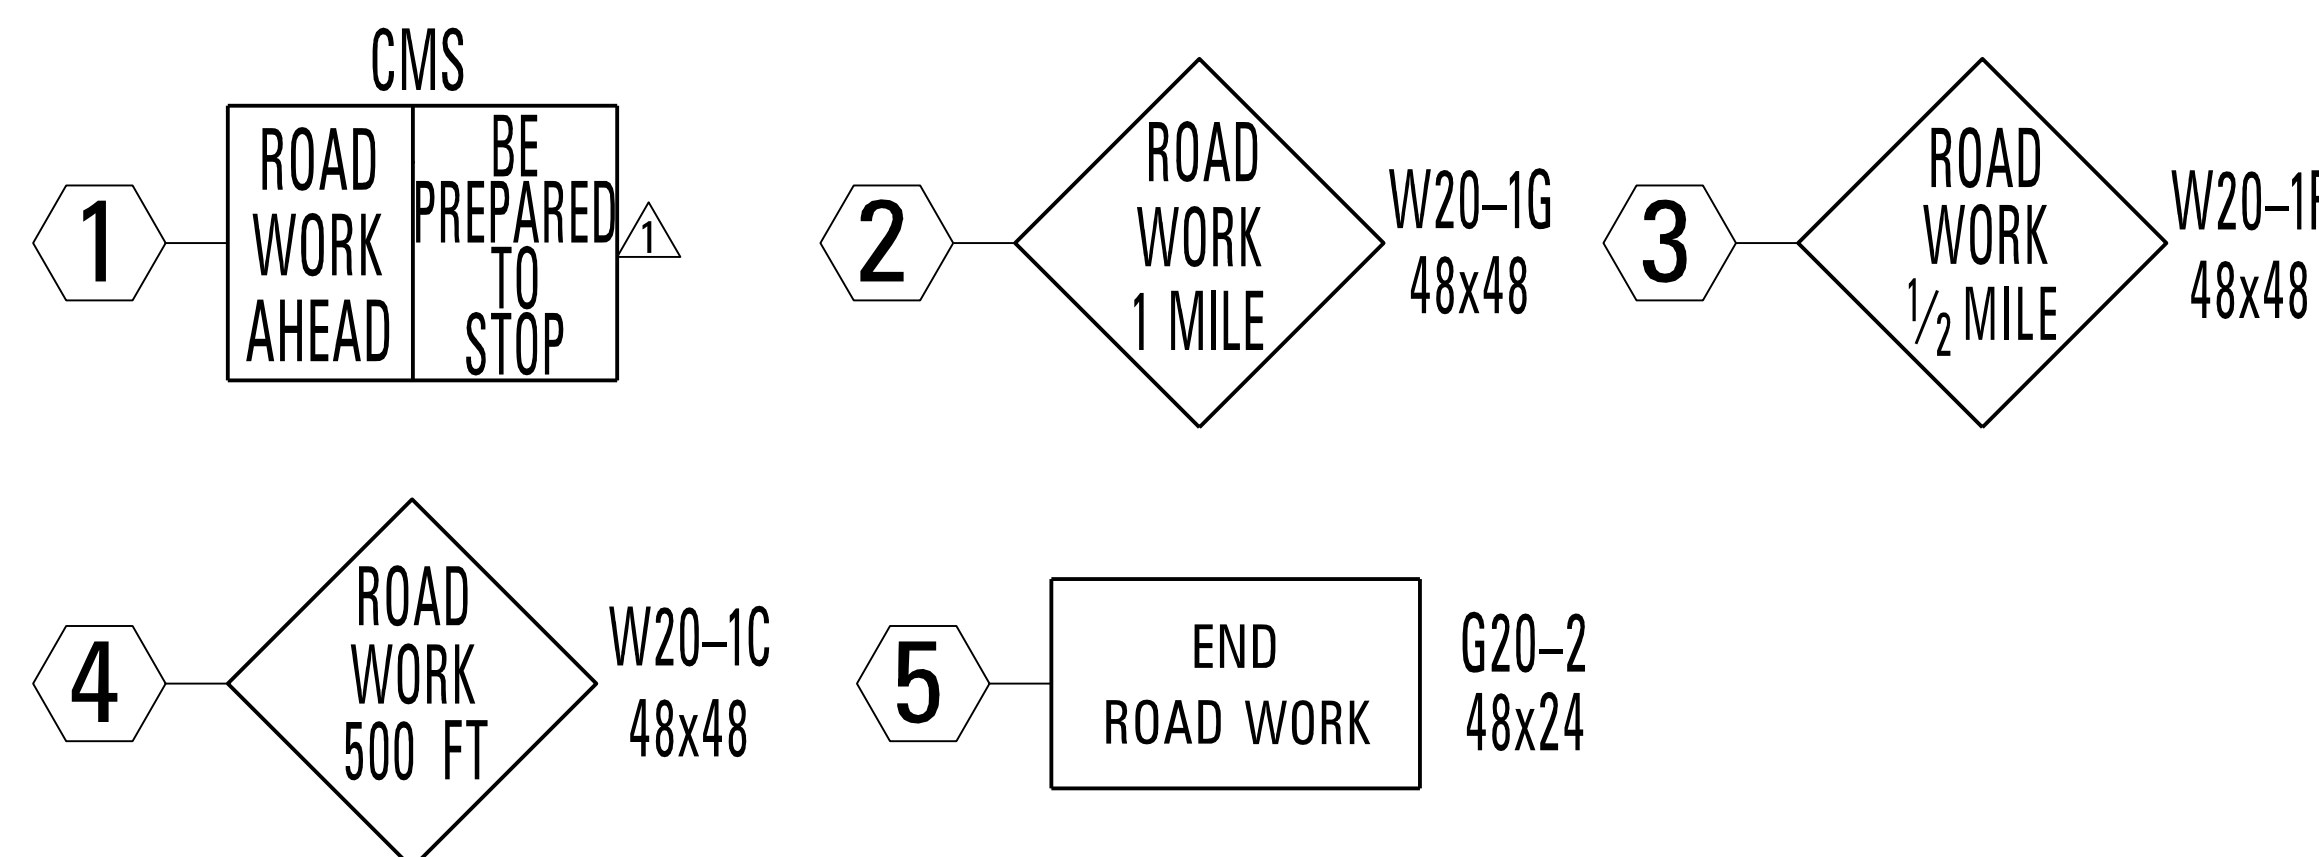 CMS
1
ROAD
WORK
AHEAD
BE
PREPARED
TO
STOP
1
2
ROAD
WORK
1 MILE
W20–1G
48x48
3
ROAD
WORK
1/2 MILE
48x48
4
ROAD
WORK
500 FT
W20–1C
48x48
5
END
ROAD WORK
G20–2
48x24